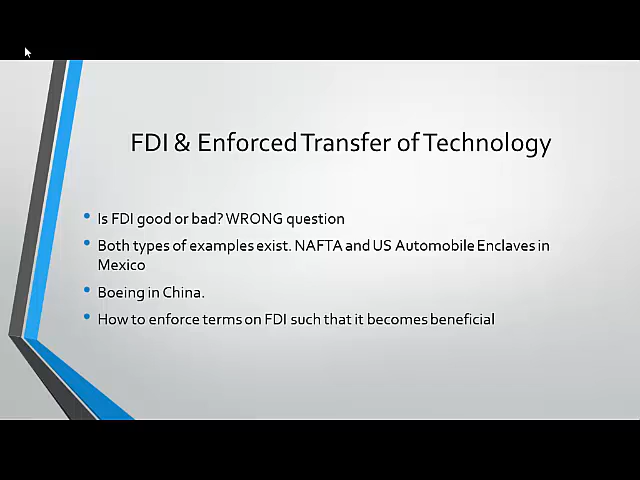 FDI & Enforced Transfer of Technology
Is FDI good or bad? WRONG question
Both types of examples exist. NAFTA and US Automobile Enclaves in
Mexico
Boeing in China.
How to enforce terms on FDI such that it becomes beneficial